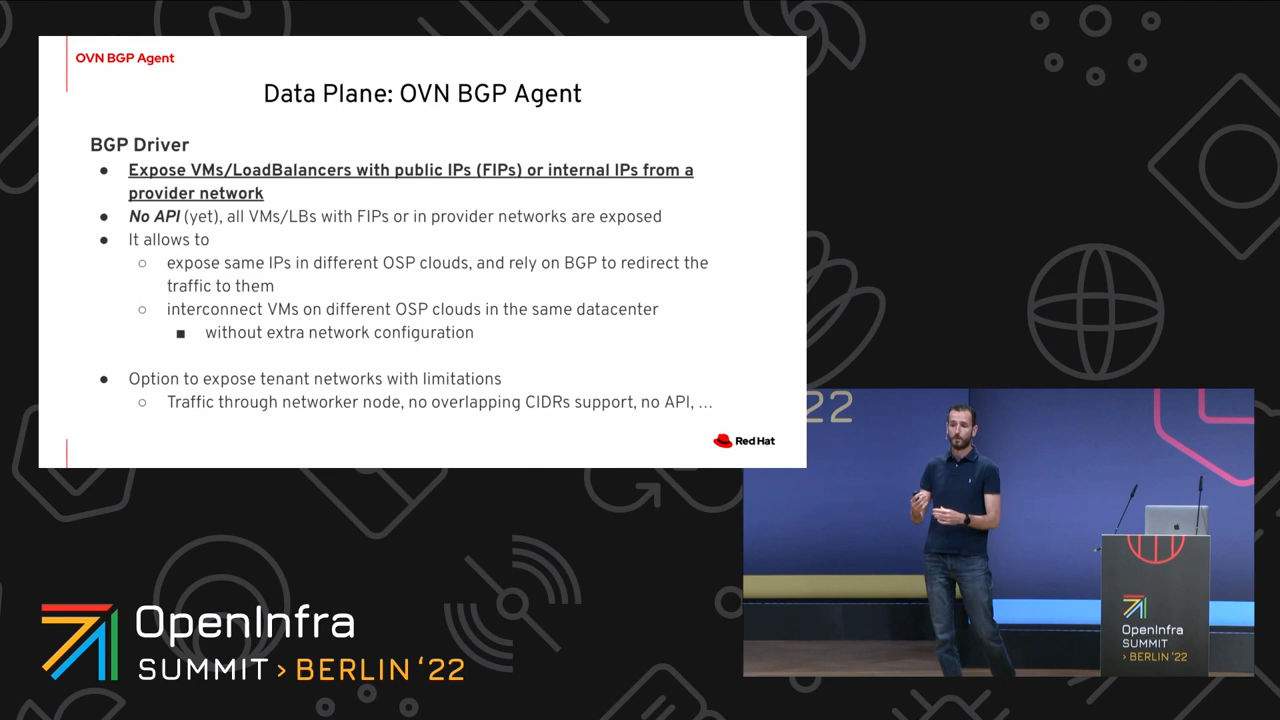 OVN BGP Agent
Data Plane: OVN BGP Agent
BGP Driver
● Expose VMs/LoadBalancers with public IPs (FIPs) or internal IPs from a
provider network
● No API (yet), all VMs/LBs with FIPs or in provider networks are exposed
● It allows to
○ expose same IPs in different OSP clouds, and rely on BGP to redirect the
traffic to them
○ interconnect VMs on different OSP clouds in the same datacenter
■ without extra network configuration
● Option to expose tenant networks with limitations
○ Traffic through networker node, no overlapping CIDRs support, no API, ...
Red Hat
'22
OpenInfra
SUMMIT > BERLIN '22
OpenInfra
SUMMIT
> BERLIN '22